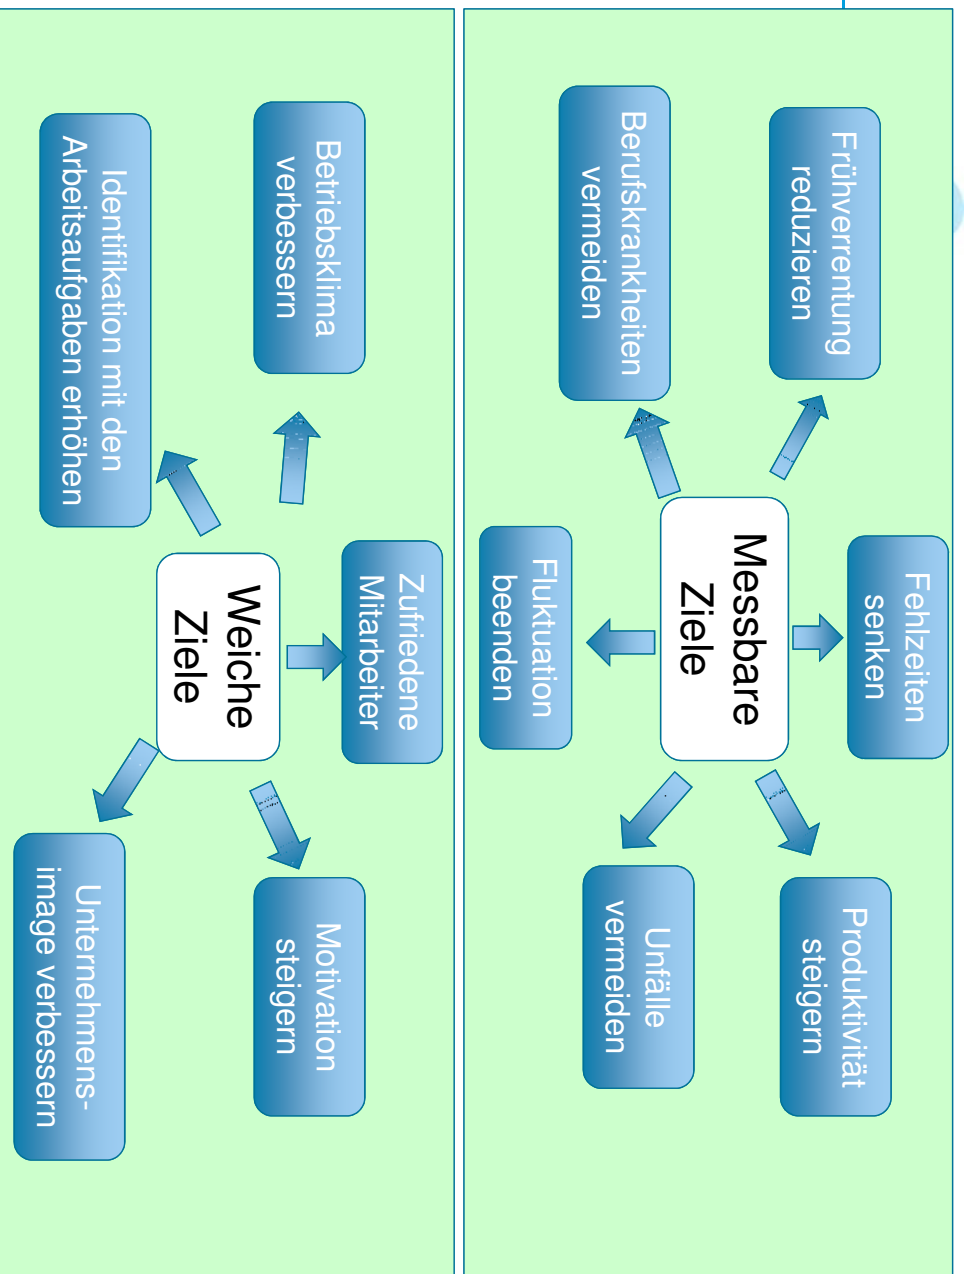 Fehlzeiten
senken
Frühverrentung
reduzieren
Produktivität
steigern
Messbare
Ziele
Berufskrankheiten
vermeiden
Unfälle
vermeiden
Fluktuation
beenden
Zufriedene
Mitarbeiter
Betriebsklima
verbessern
Motivation
steigern
Weiche
Ziele
Identifikation mit den
Arbeitsaufgaben erhöhen
Unternehmens-
image verbessern